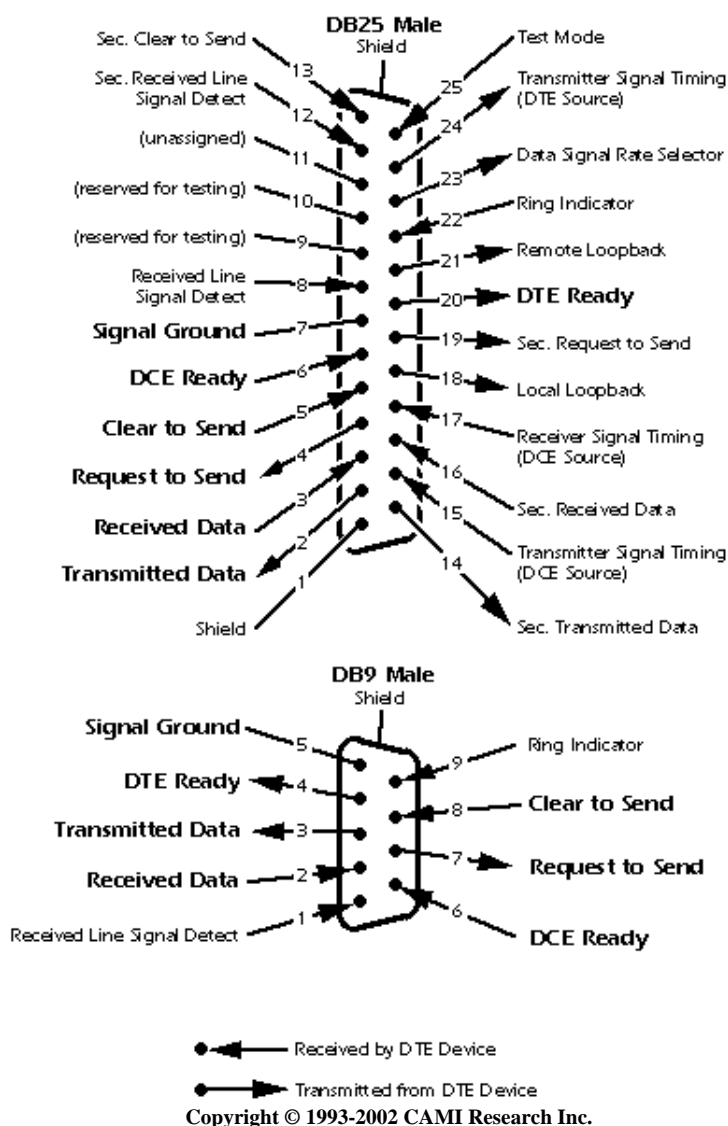 DB25 Male
Shield
Sec. Clear to Send
13
Sec. Received Line
Signal Detect
12
(unassigned)
11
(reserved for testing)
10
(reserved for testing)
9
Received Line
Signal Detect
8
Signal Ground
7
DCE Ready
6
Clear to Send
5
Request to Send
4
Received Data
3
Transmitted Data
2
Shield
1
Test Mode
25
Transmitter Signal Timing
(DTE Source)
24
Data Signal Rate Selector
23
Ring Indicator
22
Remote Loopback
21
DTE Ready
20
Sec. Request to Send
19
Local Loopback
18
Receiver Signal Timing
(DCE Source)
17
Sec. Received Data
16
Transmitter Signal Timing
(DCE Source)
15
Sec. Transmitted Data
14
DB9 Male
Shield
Signal Ground
5
DTE Ready
4
Transmitted Data
3
Received Data
2
Received Line Signal Detect
1
Ring Indicator
9
Clear to Send
8
Request to Send
7
DCE Ready
6
Received by DTE Device
Transmitted from DTE Device
Copyright © 1993-2002 CAMI Research Inc.